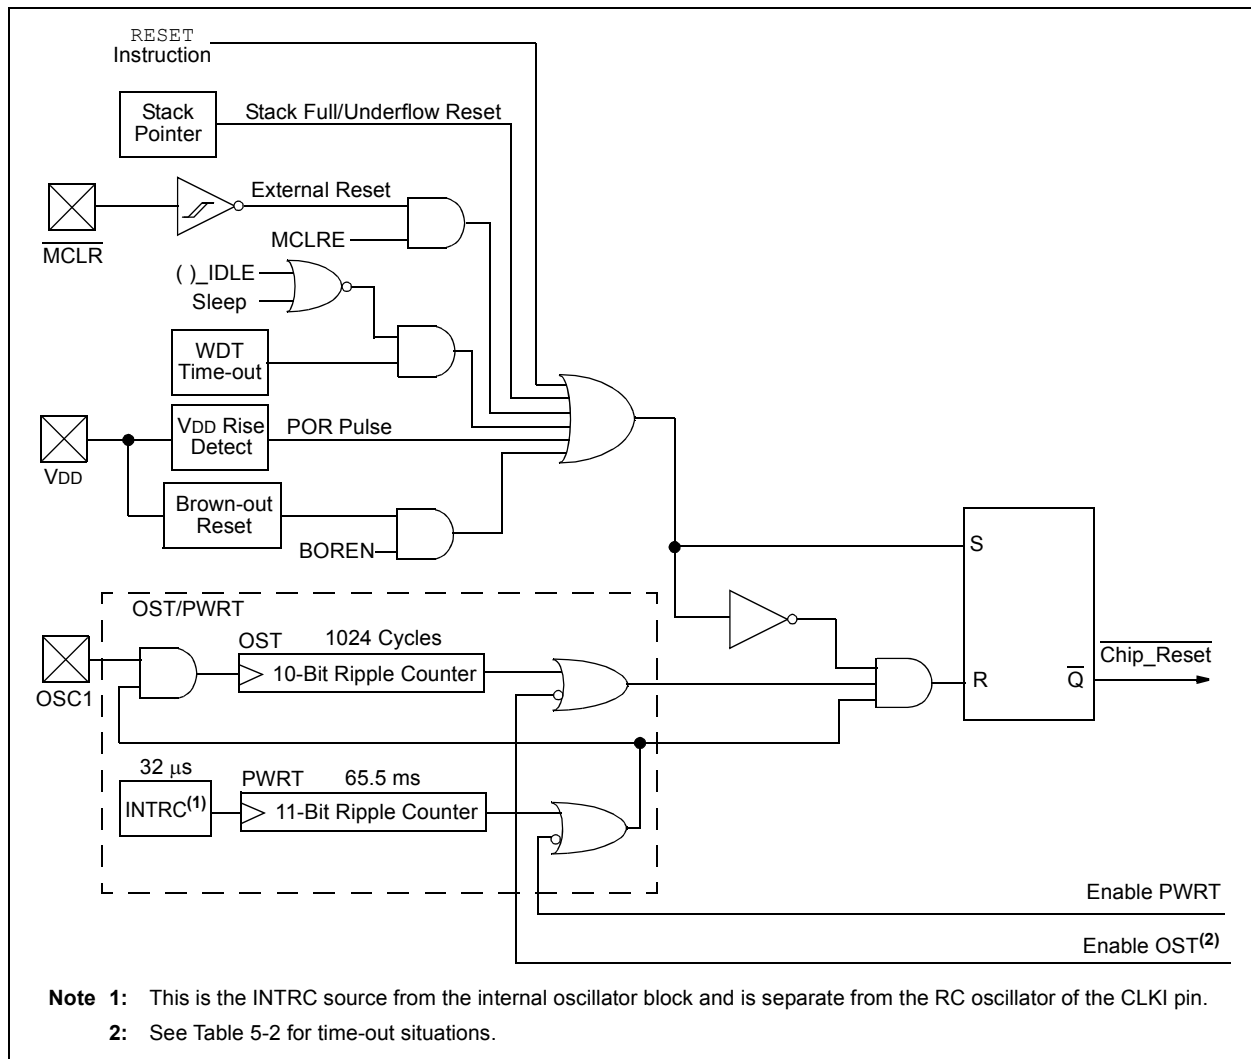 RESET
Instruction
Stack
Pointer
Stack Full/Underflow Reset
External Reset
MCLR
MCLRE
( )_IDLE
Sleep
WDT
Time-out
VDD Rise
Detect
POR Pulse
VDD
Brown-out
Reset
BOREN
S
OST/PWRT
OST
1024 Cycles
10-Bit Ripple Counter
OSC1
R
Q
Chip_Reset
32 μs
INTRC(1)
PWRT
65.5 ms
11-Bit Ripple Counter
Enable PWRT
Enable OST(2)
Note 1: This is the INTRC source from the internal oscillator block and is separate from the RC oscillator of the CLKI pin.
2: See Table 5-2 for time-out situations.